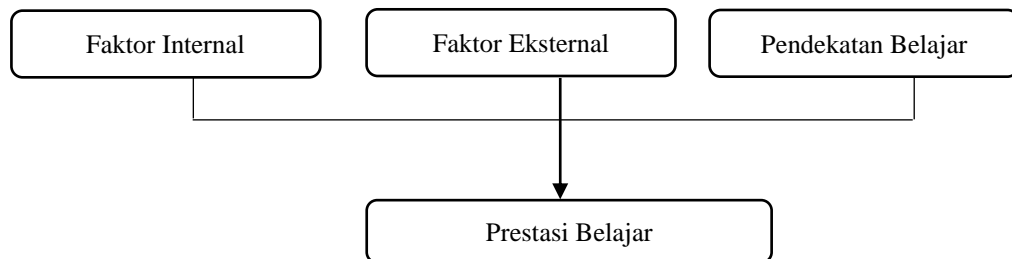 Faktor Internal
Faktor Eksternal
Pendekatan Belajar
Prestasi Belajar